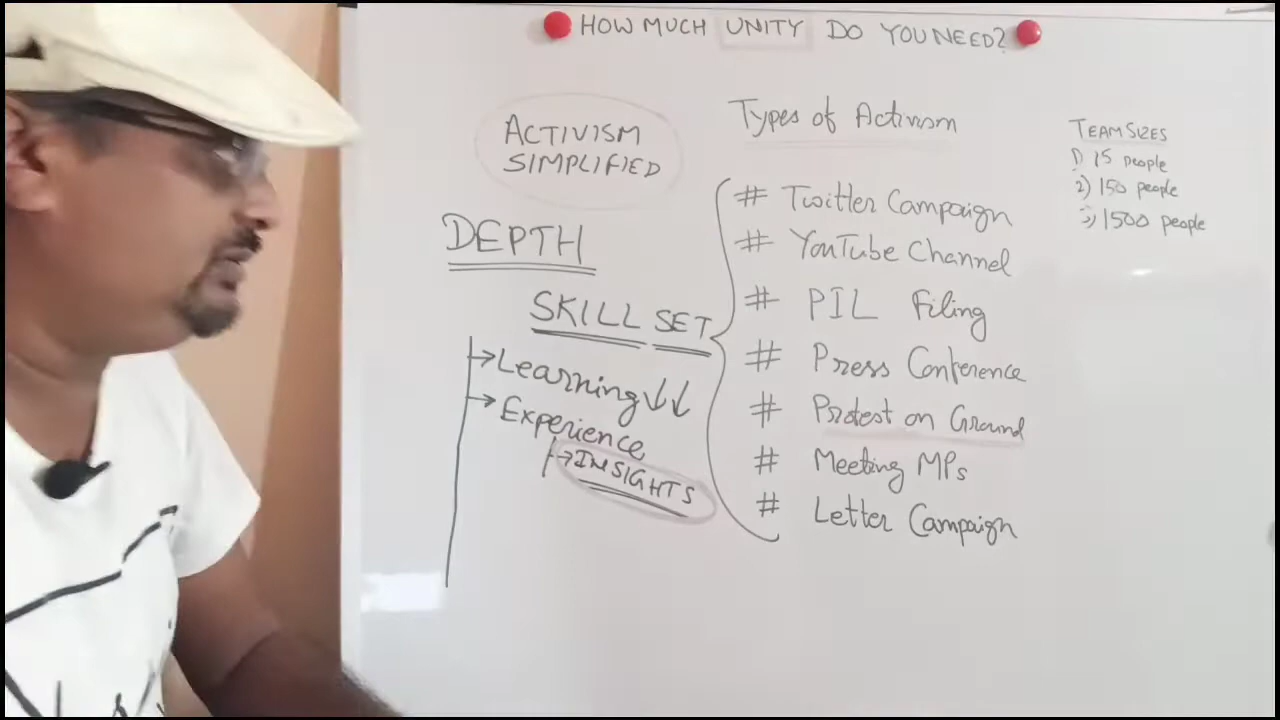 HOW MUCH UNITY DO YOU NEED?
ACTIVISM
SIMPLIFIED
DEPTH
SKILL SET
→Learning↓↓
→Experience
→INSIGHTS
Types of Activism
# Twitter Campaign
# YouTube Channel
# PIL Filing
# Press Conference
# Protest on Ground
# Meeting MPs
# Letter Campaign
TEAM SIZES
1) 15 people
2) 150 people
3) 1500 people